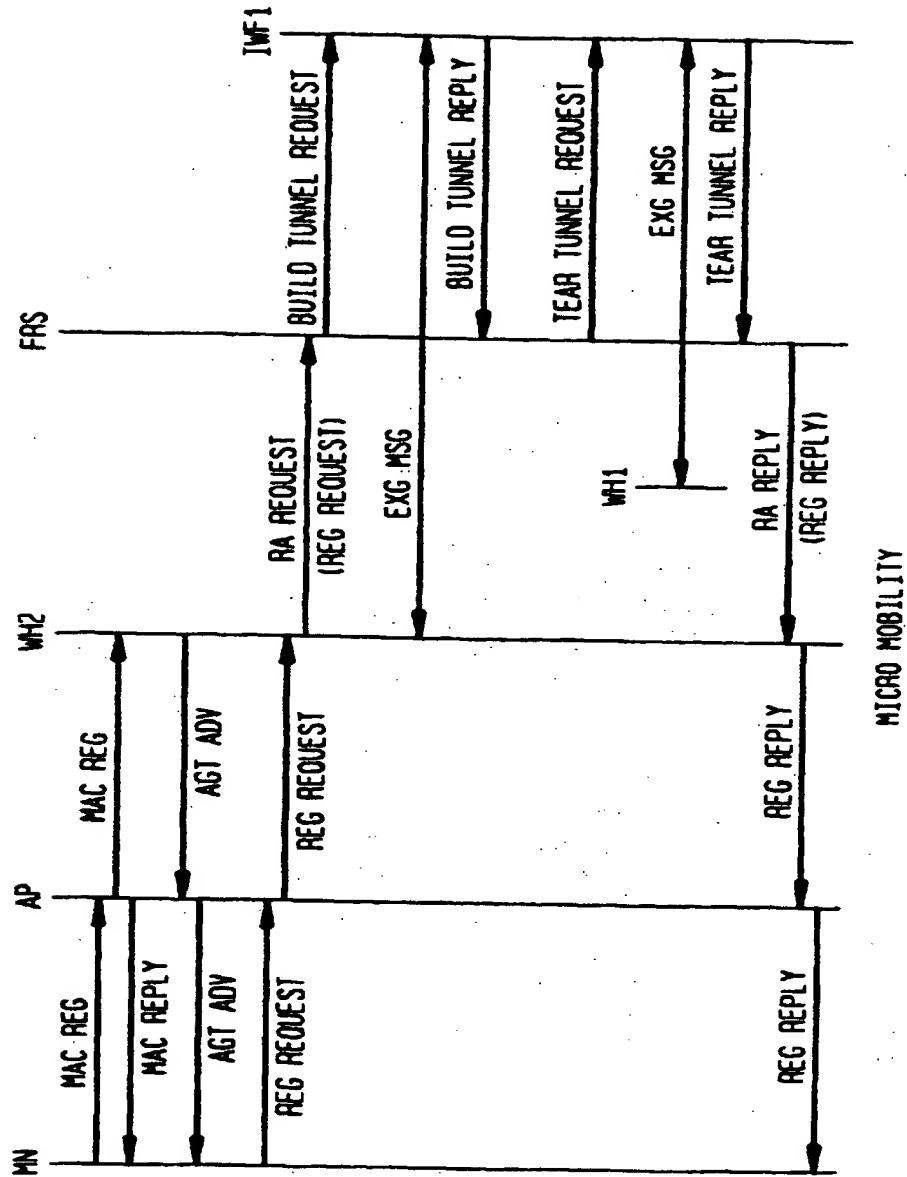 MN
AP
WH2
FRS
IWF1
MAC REG
MAC REG
MAC REPLY
AGT ADV
AGT ADV
REG REQUEST
REG REQUEST
RA REQUEST
(REG REQUEST)
BUILD TUNNEL REQUEST
EXG MSG
BUILD TUNNEL REPLY
TEAR TUNNEL REQUEST
WH1
EXG MSG
TEAR TUNNEL REPLY
RA REPLY
(REG REPLY)
REG REPLY
REG REPLY
MICRO MOBILITY